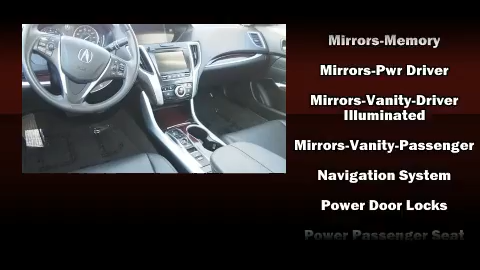 Mirrors-Memory
Mirrors-Pwr Driver
Mirrors-Vanity-Driver
Illuminated
Mirrors-Vanity-Passenger
Navigation System
Power Door Locks
Power Passenger Seat